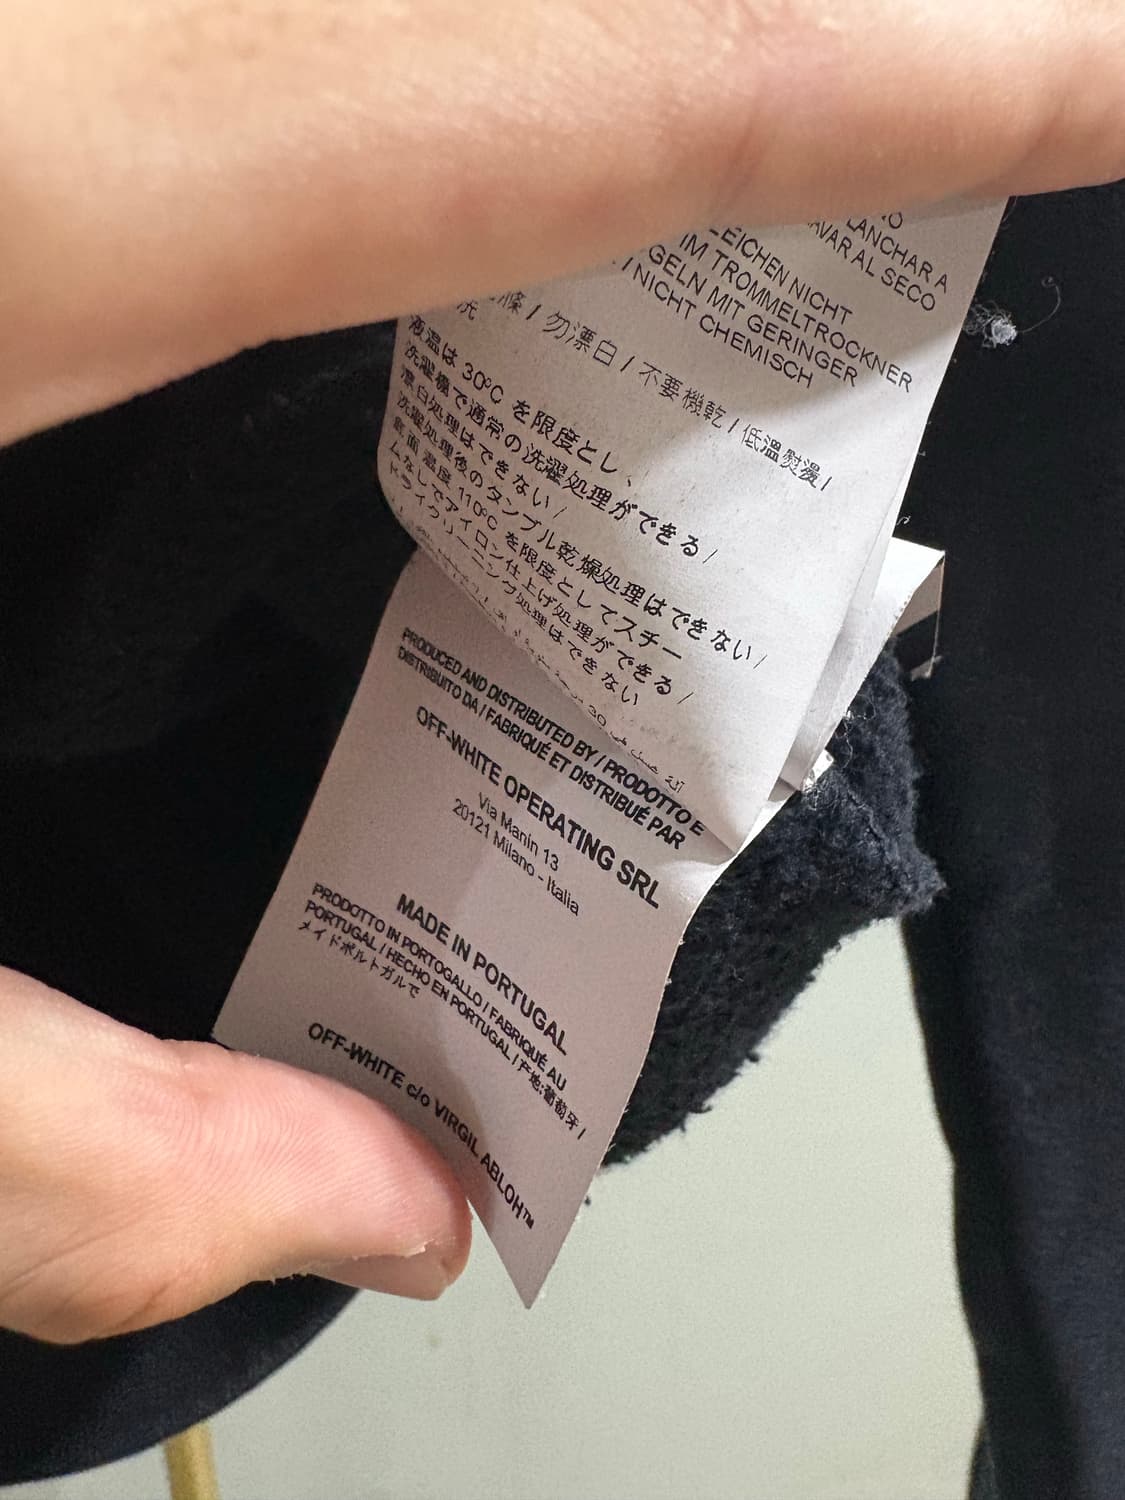 LANCHAR A
LAVAR AL SECO
EICHEN NICHT
IM TROMMELTROCKNER
GELN MIT GERINGER
/ NICHT CHEMISCH
勿漂白 / 不要機乾 / 低溫熨燙 /
洗
液温は 30℃ を限度とし、
洗濯機で通常の洗濯処理ができる /
漂白処理はできない /
洗濯処理後のタンブル乾燥処理はできない /
底面温度 110℃ を限度としてスチー
ムなしでアイロン仕上げ処理ができる /
ドライクリーニング処理はできない
30
PRODUCED AND DISTRIBUTED BY / PRODOTTO E
DISTRIBUITO DA / FABRIQUÉ ET DISTRIBUÉ PAR
OFF-WHITE OPERATING SRL
Via Manin 13
20121 Milano - Italia
MADE IN PORTUGAL
PRODOTTO IN PORTOGALLO / FABRIQUÉ AU
PORTUGAL / HECHO EN PORTUGAL / 产地:葡萄牙 /
メイドポルトガルで
OFF-WHITE c/o VIRGIL ABLOH™